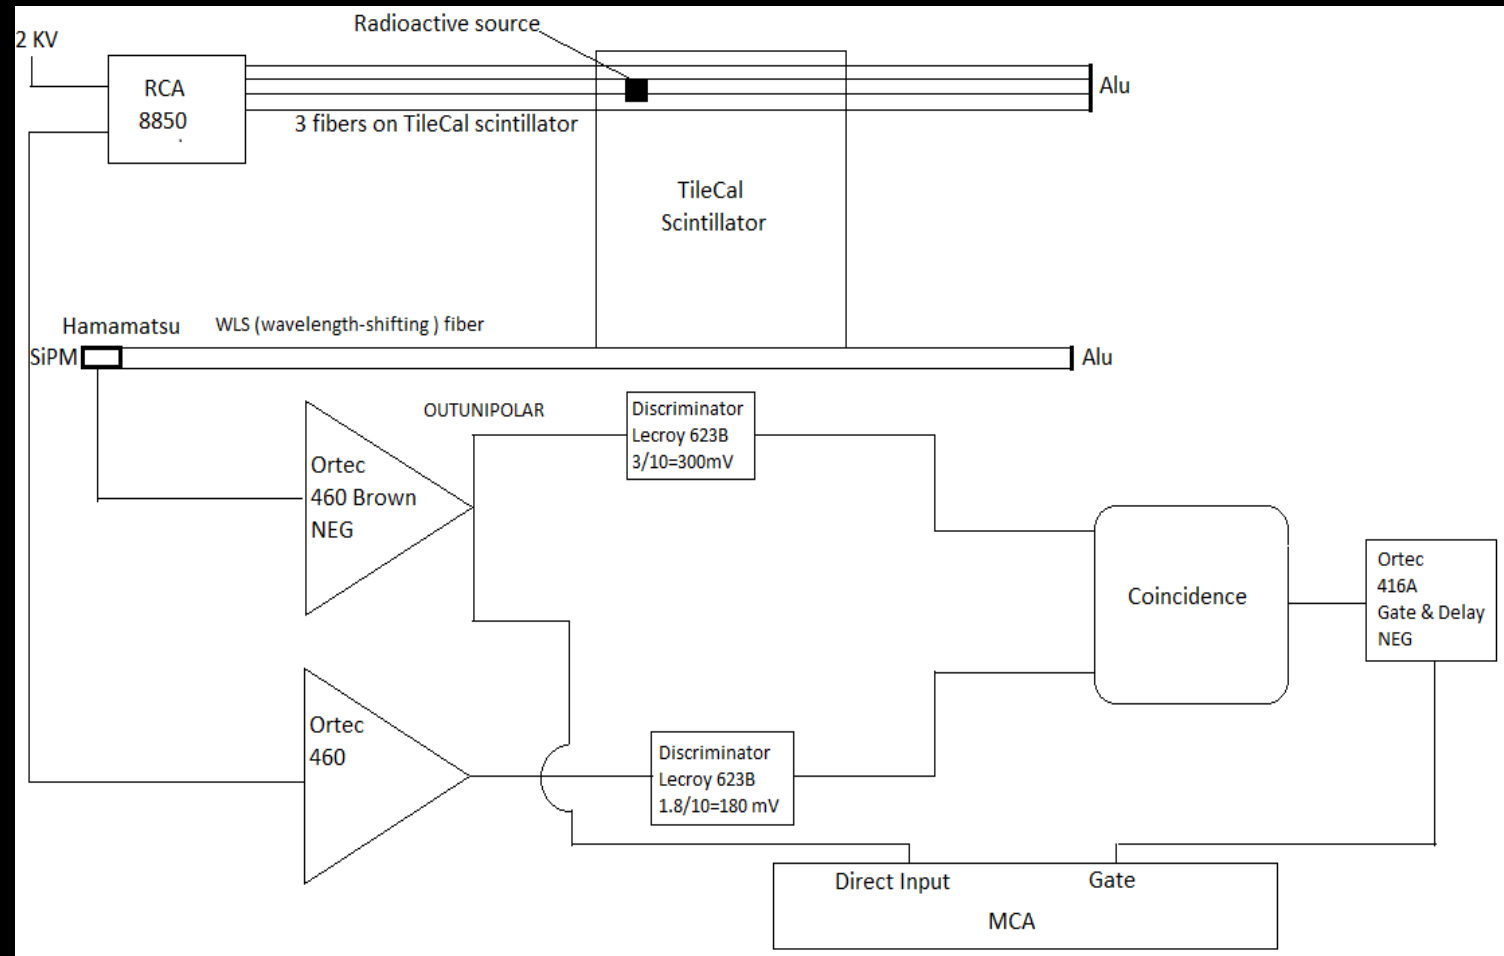 Radioactive source
2 KV
RCA
8850
Alu
3 fibers on TileCal scintillator
TileCal
Scintillator
Hamamatsu
WLS (wavelength-shifting ) fiber
SiPM
Alu
OUTUNIPOLAR
Discriminator
Lecroy 623B
3/10=300mV
Ortec
460 Brown
NEG
Coincidence
Ortec
416A
Gate & Delay
NEG
Ortec
460
Discriminator
Lecroy 623B
1.8/10=180 mV
Direct Input
Gate
MCA